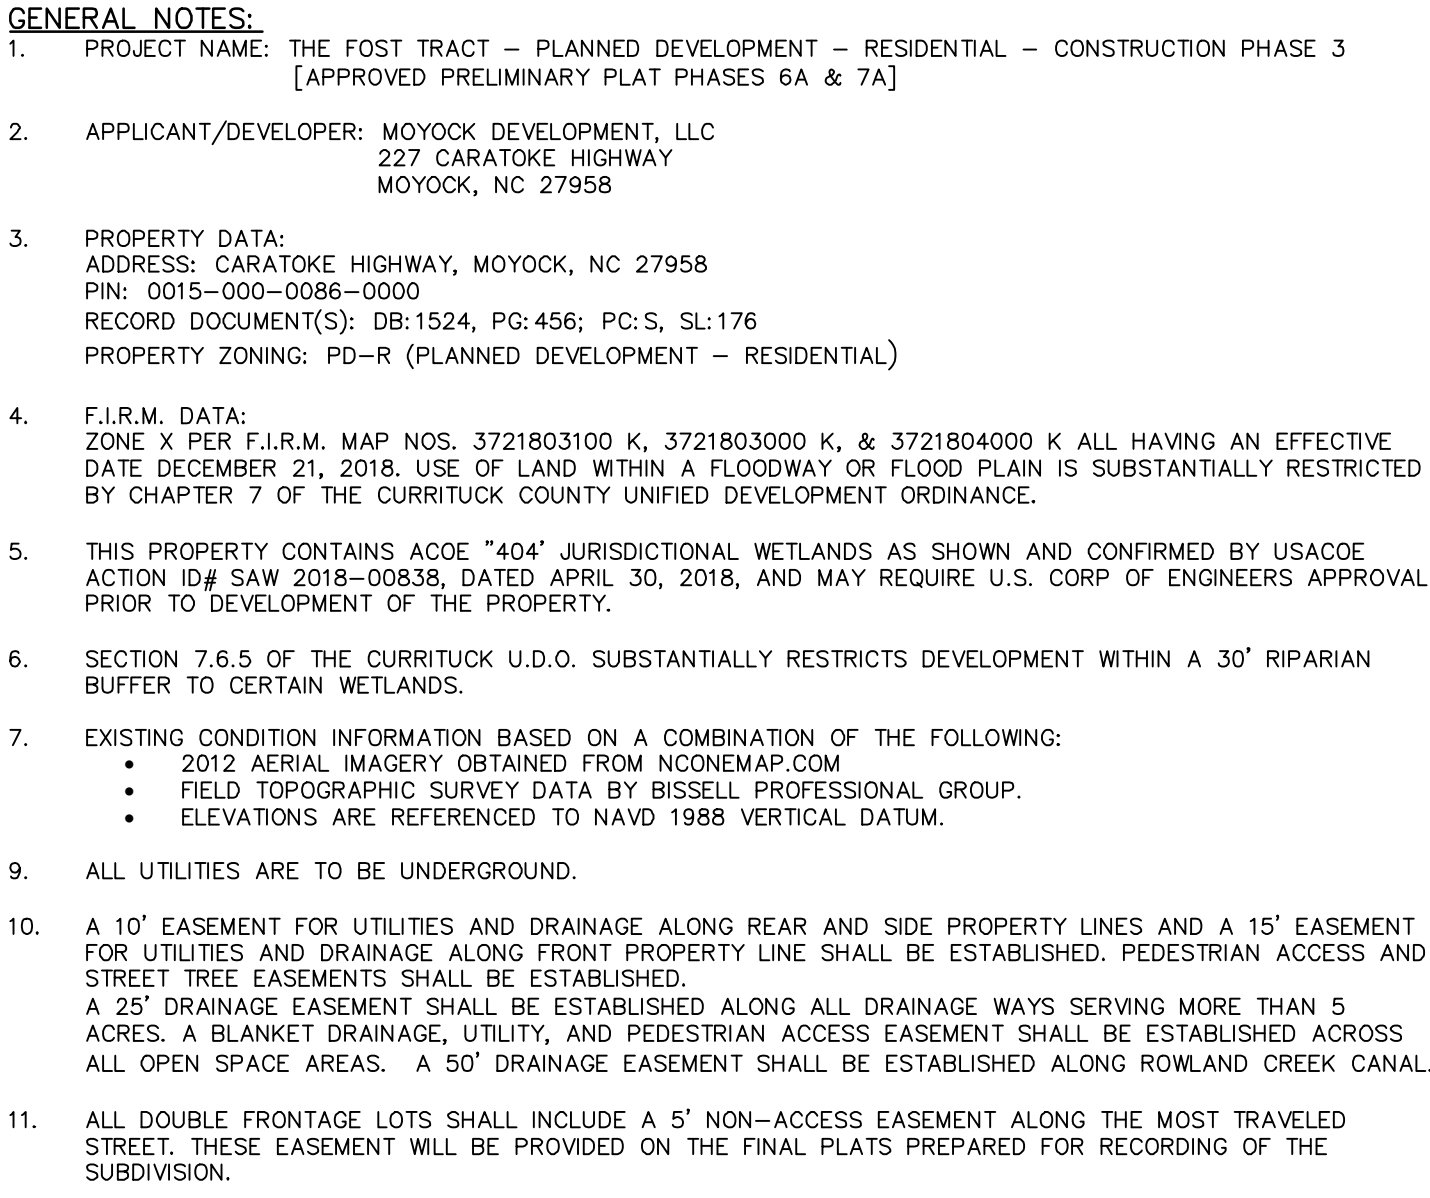 GENERAL NOTES:
1. PROJECT NAME: THE FOST TRACT – PLANNED DEVELOPMENT – RESIDENTIAL – CONSTRUCTION PHASE 3
[APPROVED PRELIMINARY PLAT PHASES 6A & 7A]
2. APPLICANT/DEVELOPER: MOYOCK DEVELOPMENT, LLC
227 CARATOKE HIGHWAY
MOYOCK, NC 27958
3. PROPERTY DATA:
ADDRESS: CARATOKE HIGHWAY, MOYOCK, NC 27958
PIN: 0015–000–0086–0000
RECORD DOCUMENT(S): DB:1524, PG:456; PC:S, SL:176
PROPERTY ZONING: PD–R (PLANNED DEVELOPMENT – RESIDENTIAL)
4. F.I.R.M. DATA:
ZONE X PER F.I.R.M. MAP NOS. 3721803100 K, 3721803000 K, & 3721804000 K ALL HAVING AN EFFECTIVE
DATE DECEMBER 21, 2018. USE OF LAND WITHIN A FLOODWAY OR FLOOD PLAIN IS SUBSTANTIALLY RESTRICTED
BY CHAPTER 7 OF THE CURRITUCK COUNTY UNIFIED DEVELOPMENT ORDINANCE.
5. THIS PROPERTY CONTAINS ACOE "404' JURISDICTIONAL WETLANDS AS SHOWN AND CONFIRMED BY USACOE
ACTION ID# SAW 2018–00838, DATED APRIL 30, 2018, AND MAY REQUIRE U.S. CORP OF ENGINEERS APPROVAL
PRIOR TO DEVELOPMENT OF THE PROPERTY.
6. SECTION 7.6.5 OF THE CURRITUCK U.D.O. SUBSTANTIALLY RESTRICTS DEVELOPMENT WITHIN A 30' RIPARIAN
BUFFER TO CERTAIN WETLANDS.
7. EXISTING CONDITION INFORMATION BASED ON A COMBINATION OF THE FOLLOWING:
• 2012 AERIAL IMAGERY OBTAINED FROM NCONEMAP.COM
• FIELD TOPOGRAPHIC SURVEY DATA BY BISSELL PROFESSIONAL GROUP.
• ELEVATIONS ARE REFERENCED TO NAVD 1988 VERTICAL DATUM.
9. ALL UTILITIES ARE TO BE UNDERGROUND.
10. A 10' EASEMENT FOR UTILITIES AND DRAINAGE ALONG REAR AND SIDE PROPERTY LINES AND A 15' EASEMENT
FOR UTILITIES AND DRAINAGE ALONG FRONT PROPERTY LINE SHALL BE ESTABLISHED. PEDESTRIAN ACCESS AND
STREET TREE EASEMENTS SHALL BE ESTABLISHED.
A 25' DRAINAGE EASEMENT SHALL BE ESTABLISHED ALONG ALL DRAINAGE WAYS SERVING MORE THAN 5
ACRES. A BLANKET DRAINAGE, UTILITY, AND PEDESTRIAN ACCESS EASEMENT SHALL BE ESTABLISHED ACROSS
ALL OPEN SPACE AREAS. A 50' DRAINAGE EASEMENT SHALL BE ESTABLISHED ALONG ROWLAND CREEK CANAL.
11. ALL DOUBLE FRONTAGE LOTS SHALL INCLUDE A 5' NON–ACCESS EASEMENT ALONG THE MOST TRAVELED
STREET. THESE EASEMENT WILL BE PROVIDED ON THE FINAL PLATS PREPARED FOR RECORDING OF THE
SUBDIVISION.